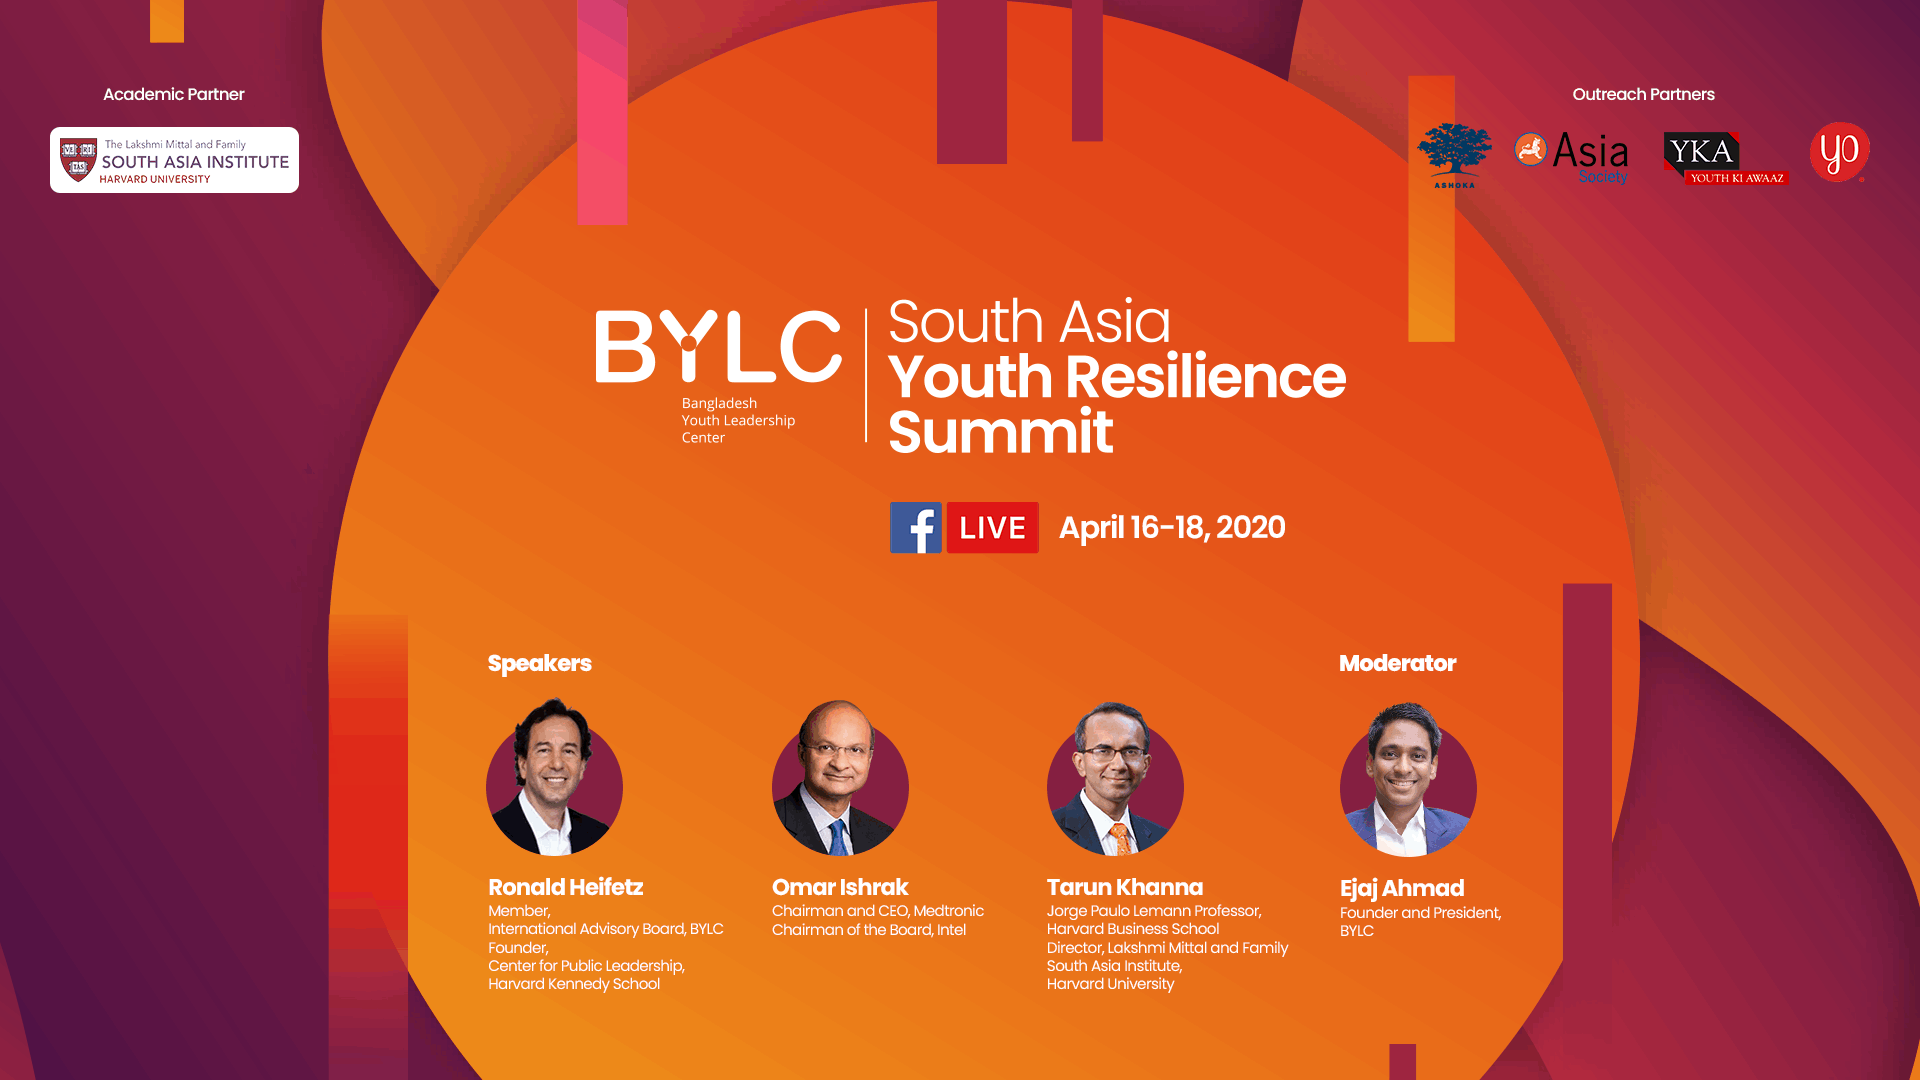 Academic Partner
The Lakshmi Mittal and Family
SOUTH ASIA INSTITUTE
HARVARD UNIVERSITY
VE RI
TAS
Outreach Partners
ASHOKA
Asia
Society
YKA
YOUTH KI AWAAZ
yo
BYLC
Bangladesh
Youth Leadership
Center
South Asia
Youth Resilience
Summit
f LIVE April 16-18, 2020
Speakers
Ronald Heifetz
Member,
International Advisory Board, BYLC
Founder,
Center for Public Leadership,
Harvard Kennedy School
Omar Ishrak
Chairman and CEO, Medtronic
Chairman of the Board, Intel
Tarun Khanna
Jorge Paulo Lemann Professor,
Harvard Business School
Director, Lakshmi Mittal and Family
South Asia Institute,
Harvard University
Moderator
Ejaj Ahmad
Founder and President,
BYLC